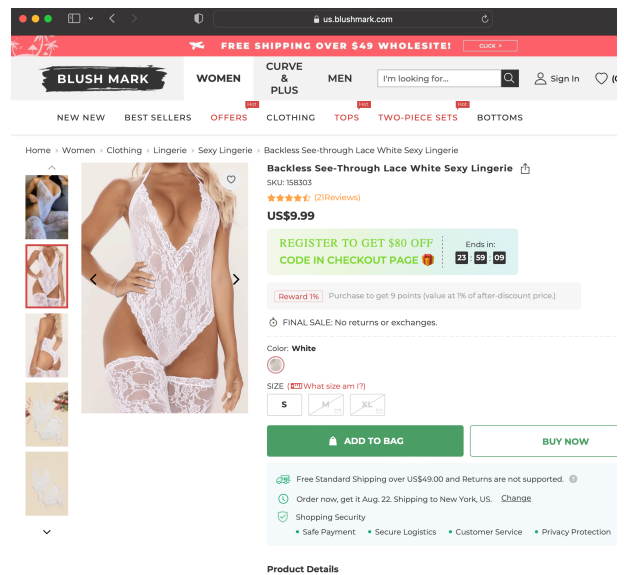 us.blushmark.com
FREE SHIPPING OVER $49 WHOLESITE! CLICK >
BLUSH MARK
WOMEN
CURVE
&
PLUS
MEN
I'm looking for...
Sign In
NEW NEW
BEST SELLERS
OFFERS
Hot
CLOTHING
TOPS
Hot
TWO-PIECE SETS
Hot
BOTTOMS
Home > Women > Clothing > Lingerie > Sexy Lingerie > Backless See-through Lace White Sexy Lingerie
Backless See-Through Lace White Sexy Lingerie
SKU: 158303
(21Reviews)
US$9.99
REGISTER TO GET $80 OFF
CODE IN CHECKOUT PAGE
Ends in:
23 : 59 : 09
Reward 1% Purchase to get 9 points (value at 1% of after-discount price.)
FINAL SALE: No returns or exchanges.
Color: White
SIZE ( What size am I?)
S M XL
ADD TO BAG
BUY NOW
Free Standard Shipping over US$49.00 and Returns are not supported. ?
Order now, get it Aug. 22. Shipping to New York, US. Change
Shopping Security
• Safe Payment • Secure Logistics • Customer Service • Privacy Protection
Product Details